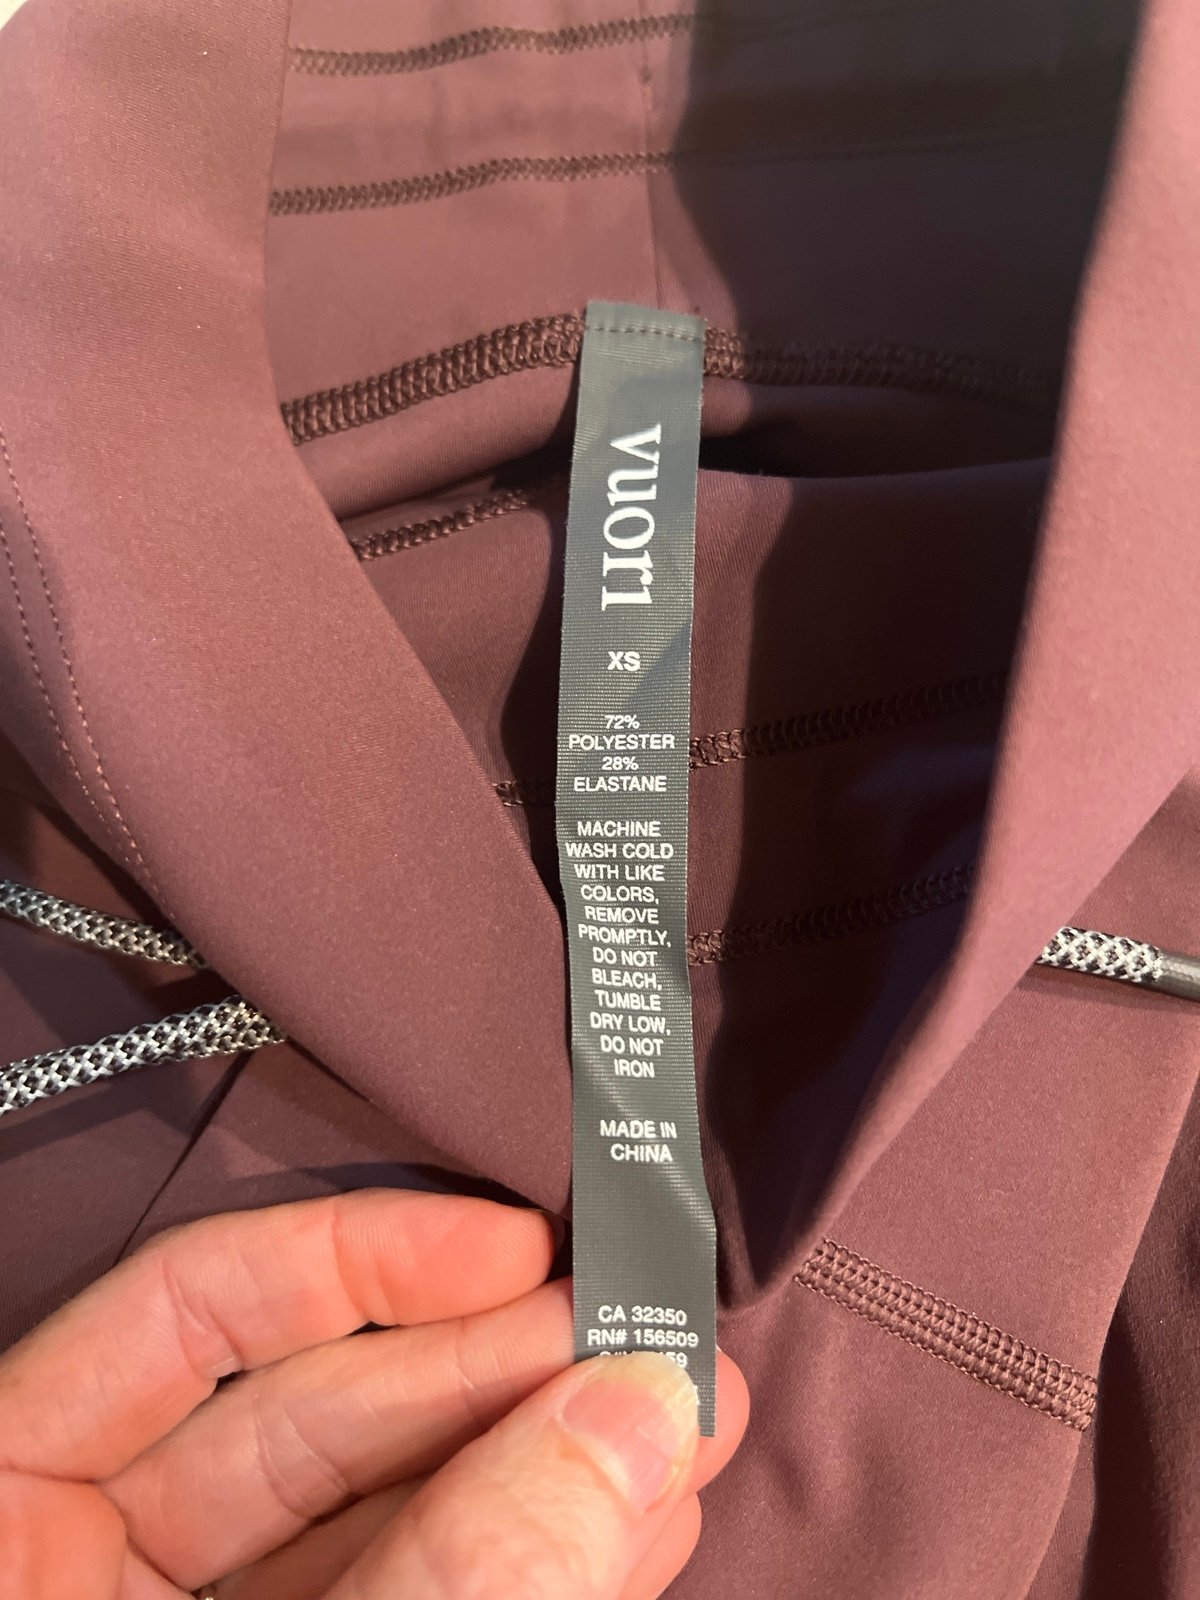 vuori
XS
72%
POLYESTER
28%
ELASTANE
MACHINE
WASH COLD
WITH LIKE
COLORS,
REMOVE
PROMPTLY,
DO NOT
BLEACH,
TUMBLE
DRY LOW,
DO NOT
IRON
MADE IN
CHINA
CA 32350
RN# 156509